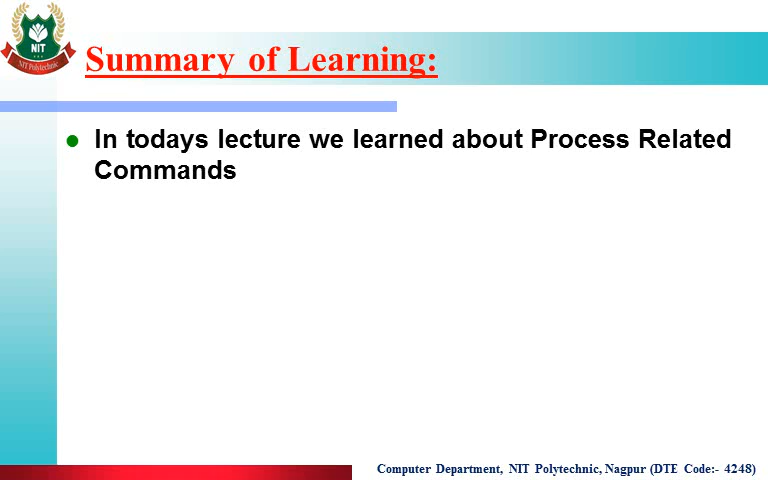 NIT
NIT Polytechnic
Summary of Learning:
In todays lecture we learned about Process Related
Commands
Computer Department, NIT Polytechnic, Nagpur (DTE Code:- 4248)